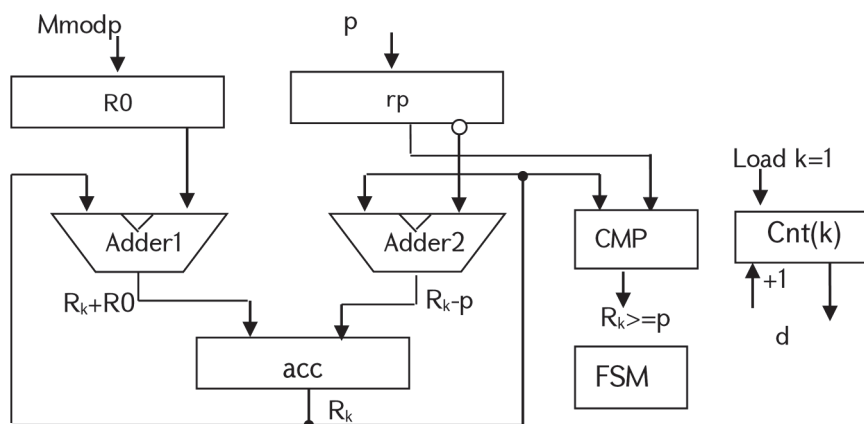 Mmodp
p
R0
rp
Load k=1
Adder1
Adder2
CMP
Cnt(k)
+1
Rk+R0
Rk-p
Rk>=p
d
acc
FSM
Rk